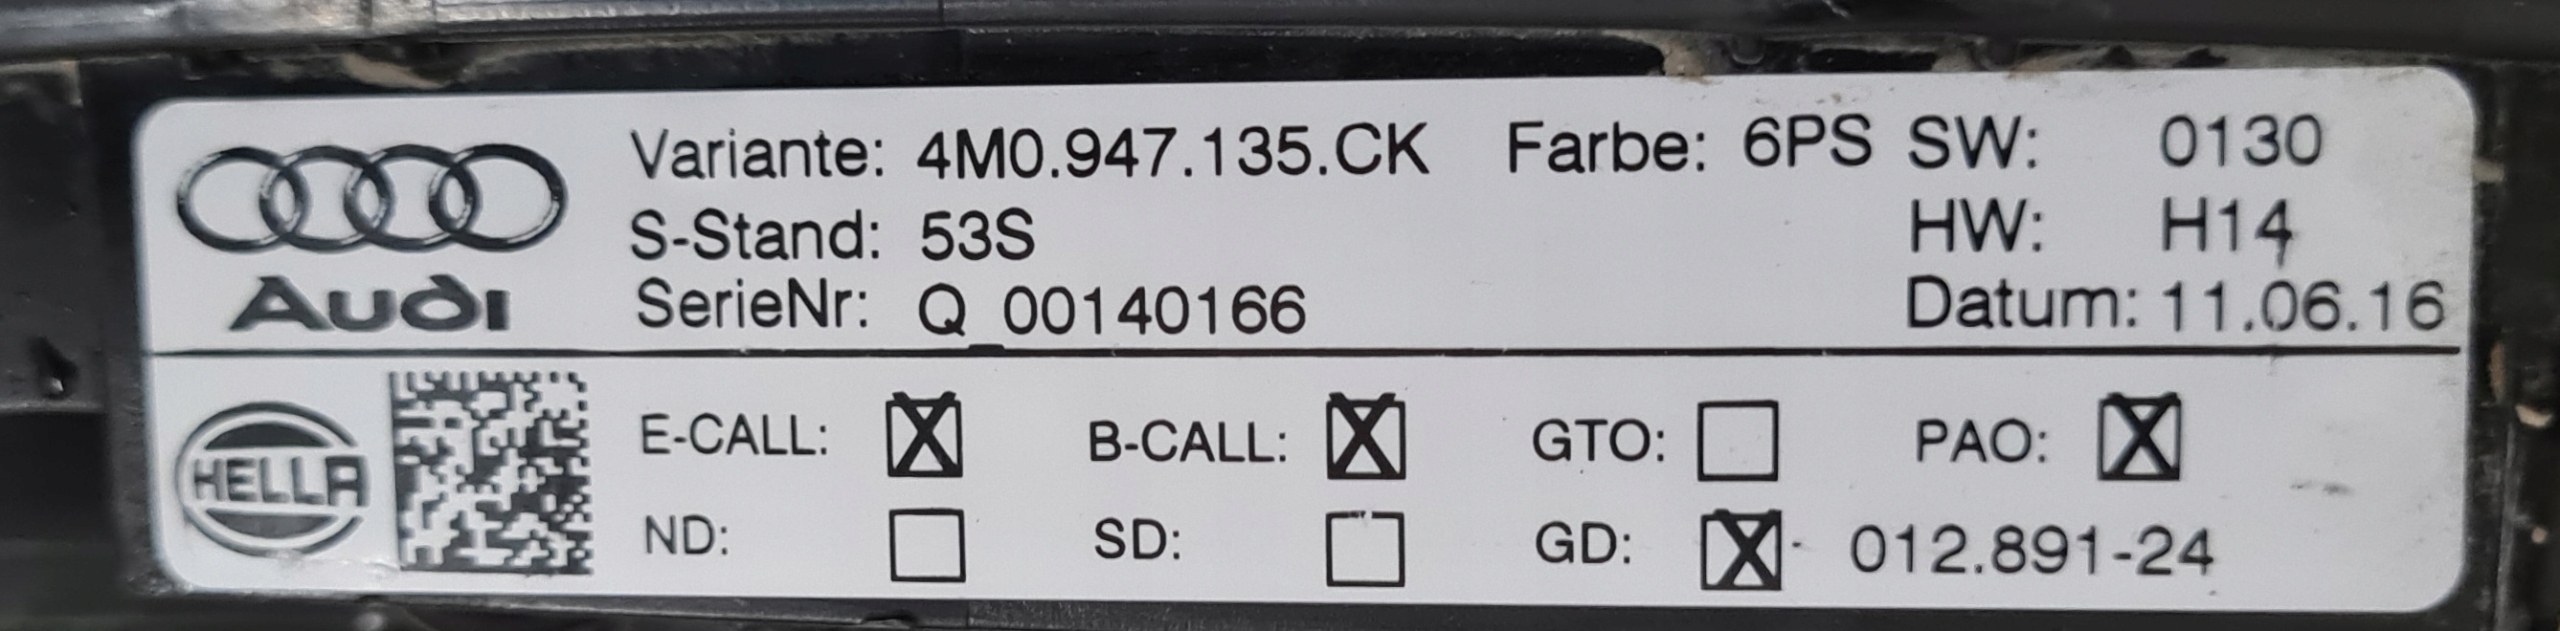 Audi
Variante: 4M0.947.135.CK Farbe: 6PS SW: 0130
S-Stand: 53S HW: H14
SerieNr: Q_00140166 Datum: 11.06.16
HELLA
E-CALL: ☒ B-CALL: ☒ GTO: ☐ PAO: ☒
ND: ☐ SD: ☐ GD: ☒ 012.891-24